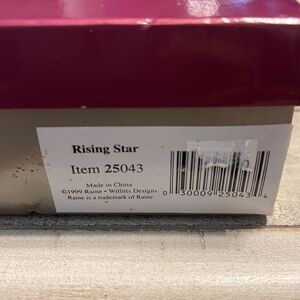 Rising Star
Item 25043
Made in China
©1999 Raine • Willitts Designs
Raine is a trademark of Raine
0 30009 25043 4